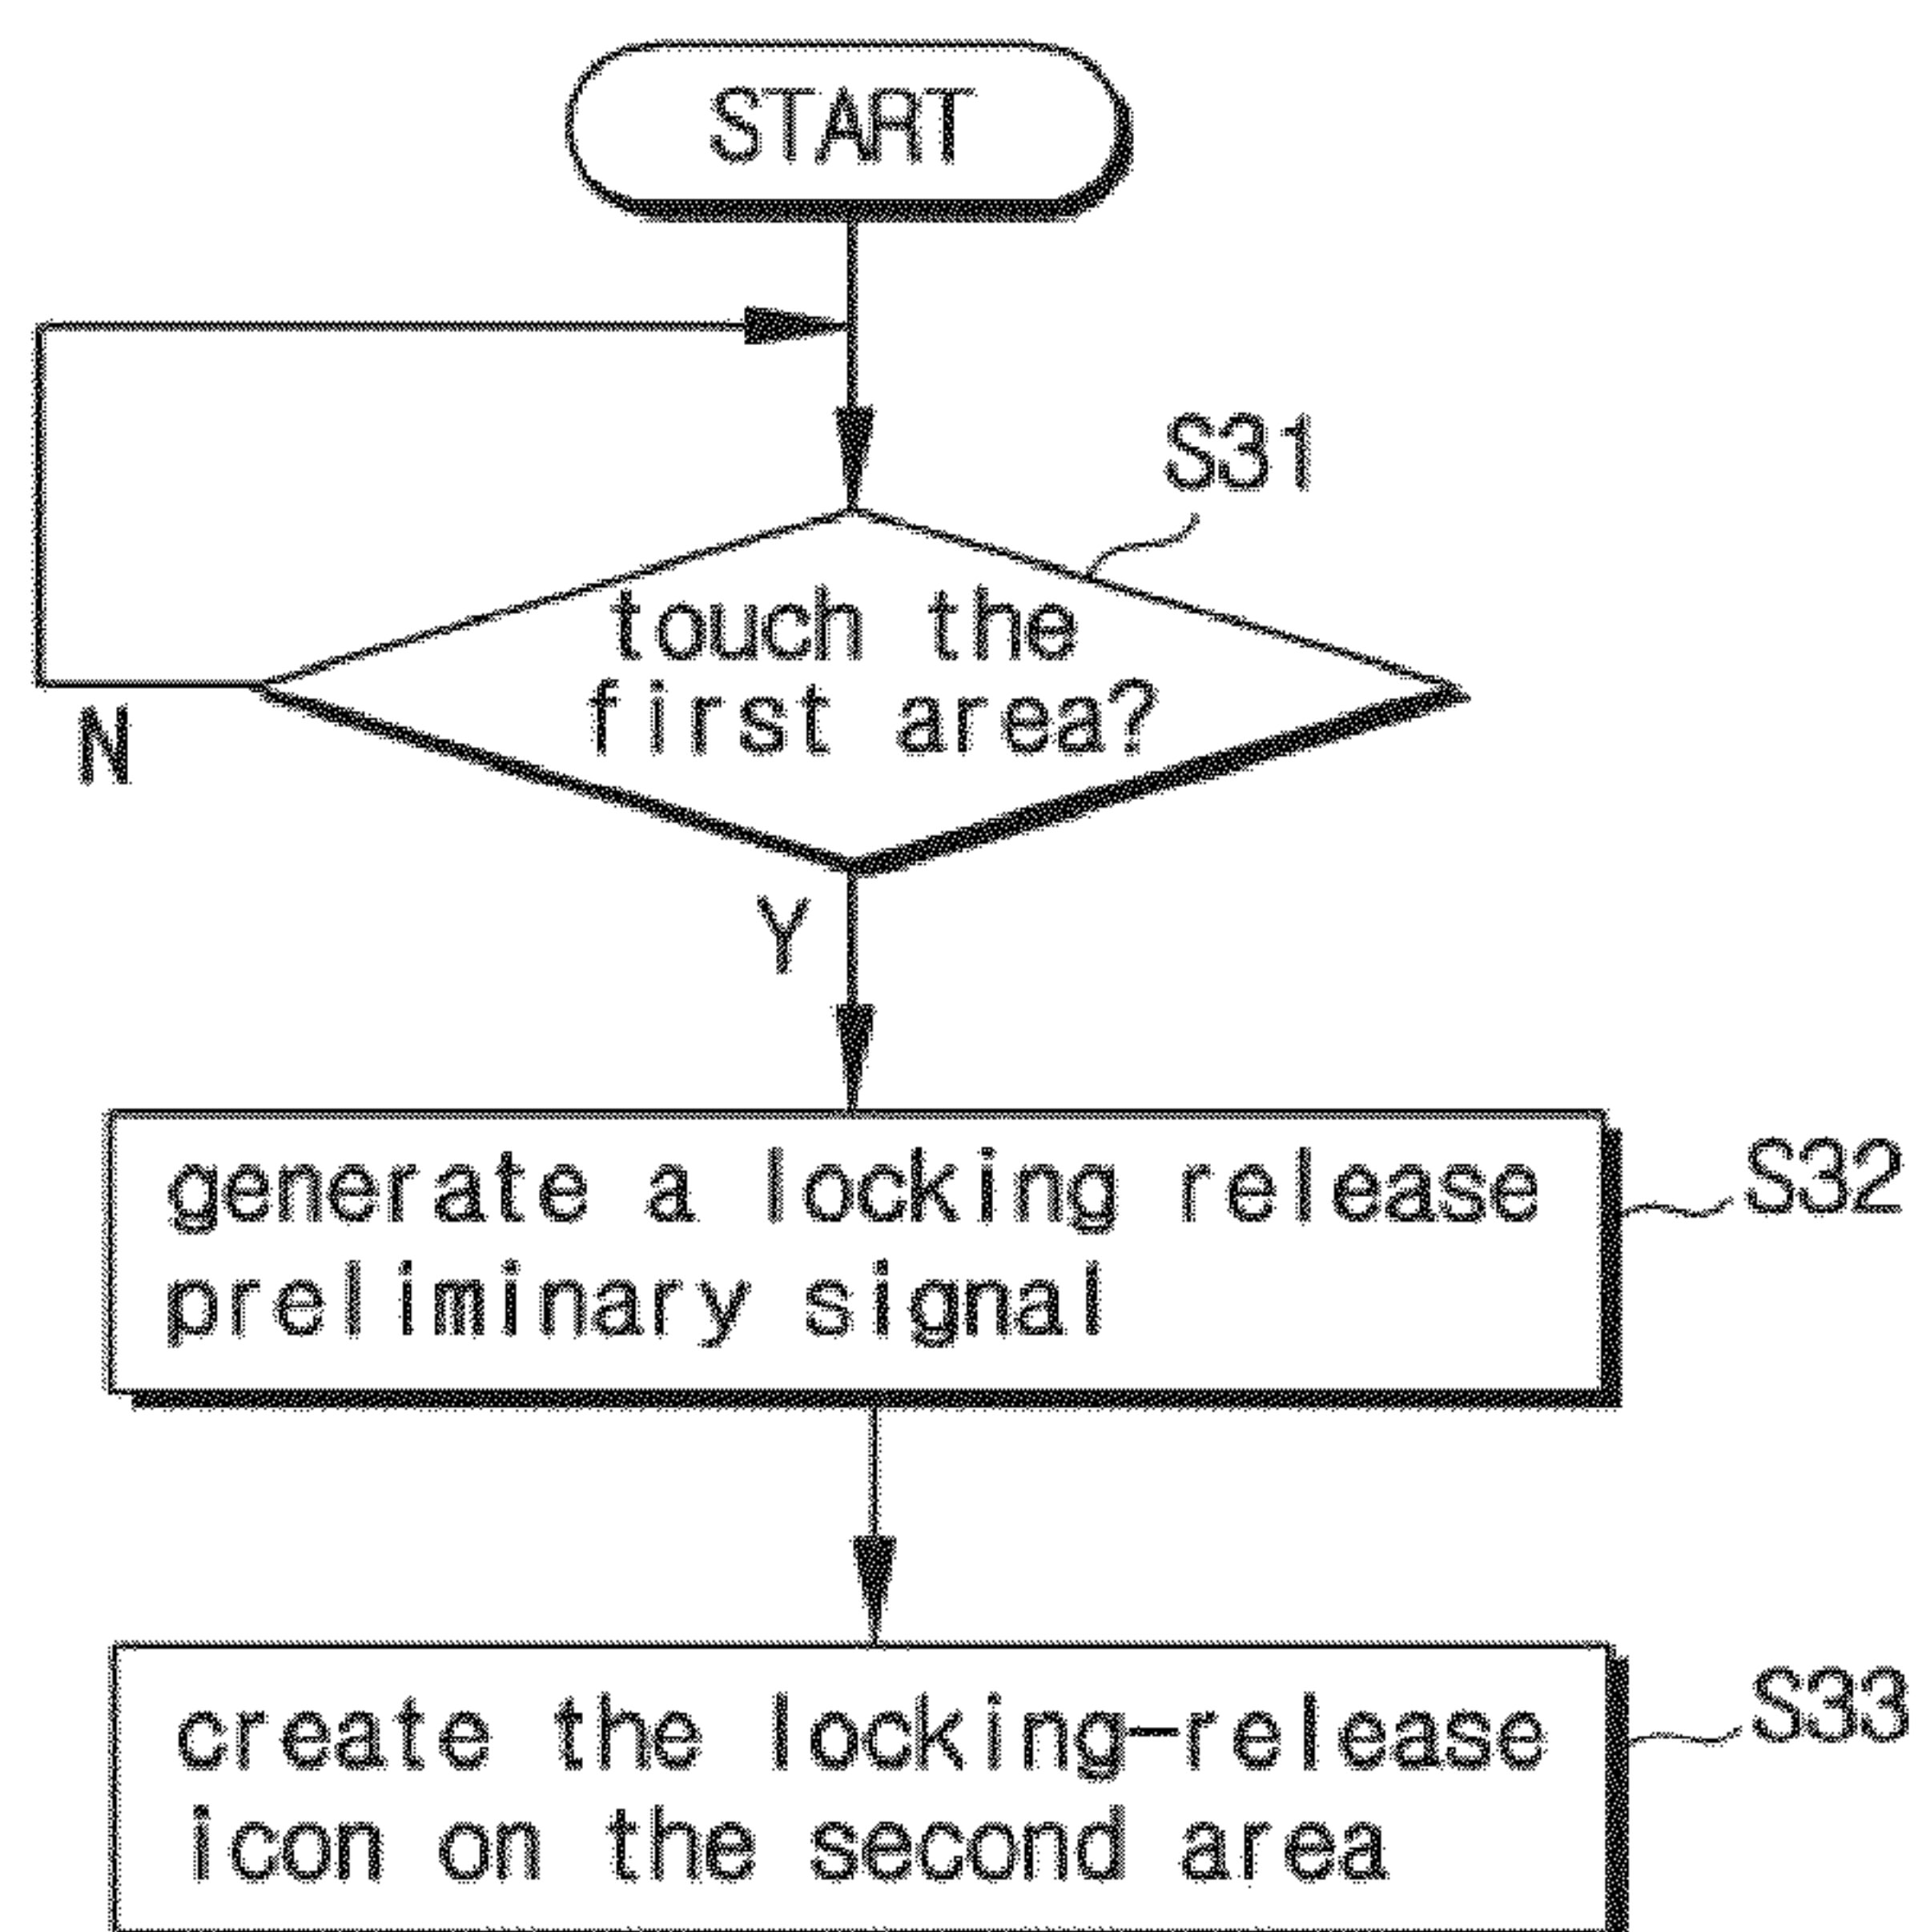 START
S31
touch the
first area?
N
Y
generate a locking release
preliminary signal
S32
create the locking-release
icon on the second area
S33